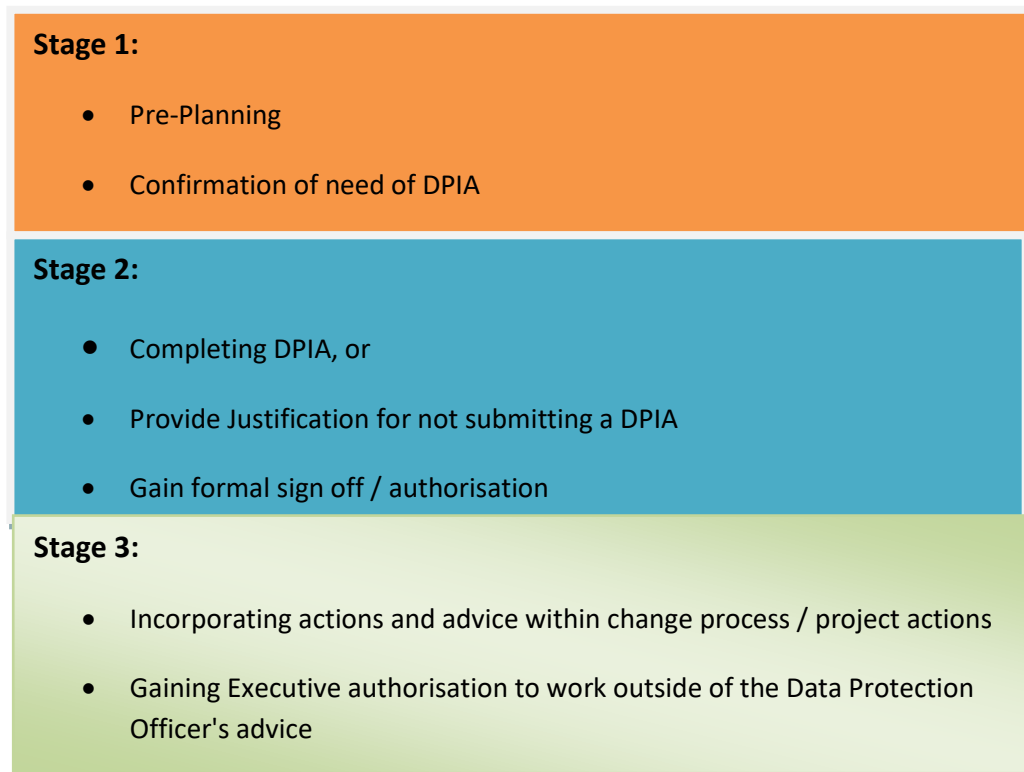 Stage 1:
• Pre-Planning
• Confirmation of need of DPIA
Stage 2:
• Completing DPIA, or
• Provide Justification for not submitting a DPIA
• Gain formal sign off / authorisation
Stage 3:
• Incorporating actions and advice within change process / project actions
• Gaining Executive authorisation to work outside of the Data Protection
Officer's advice